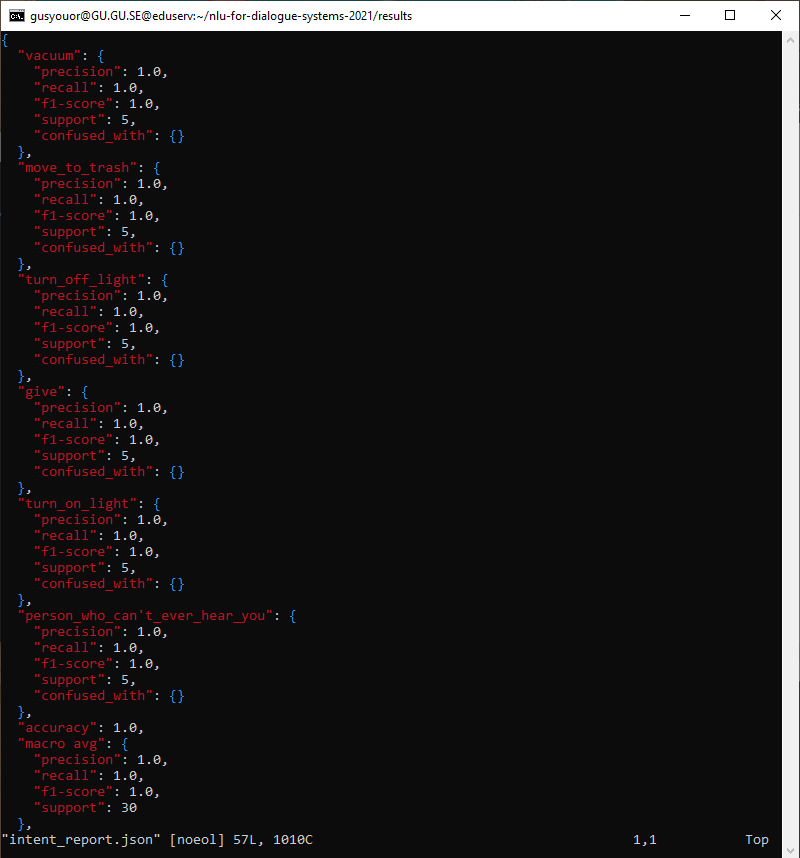 gusyouor@GU.GU.SE@eduserv:~/nlu-for-dialogue-systems-2021/results
{
  "vacuum": {
    "precision": 1.0,
    "recall": 1.0,
    "f1-score": 1.0,
    "support": 5,
    "confused_with": {}
  },
  "move_to_trash": {
    "precision": 1.0,
    "recall": 1.0,
    "f1-score": 1.0,
    "support": 5,
    "confused_with": {}
  },
  "turn_off_light": {
    "precision": 1.0,
    "recall": 1.0,
    "f1-score": 1.0,
    "support": 5,
    "confused_with": {}
  },
  "give": {
    "precision": 1.0,
    "recall": 1.0,
    "f1-score": 1.0,
    "support": 5,
    "confused_with": {}
  },
  "turn_on_light": {
    "precision": 1.0,
    "recall": 1.0,
    "f1-score": 1.0,
    "support": 5,
    "confused_with": {}
  },
  "person_who_can't_ever_hear_you": {
    "precision": 1.0,
    "recall": 1.0,
    "f1-score": 1.0,
    "support": 5,
    "confused_with": {}
  },
  "accuracy": 1.0,
  "macro avg": {
    "precision": 1.0,
    "recall": 1.0,
    "f1-score": 1.0,
    "support": 30
  },
"intent_report.json" [noeol] 57L, 1010C 1,1 Top